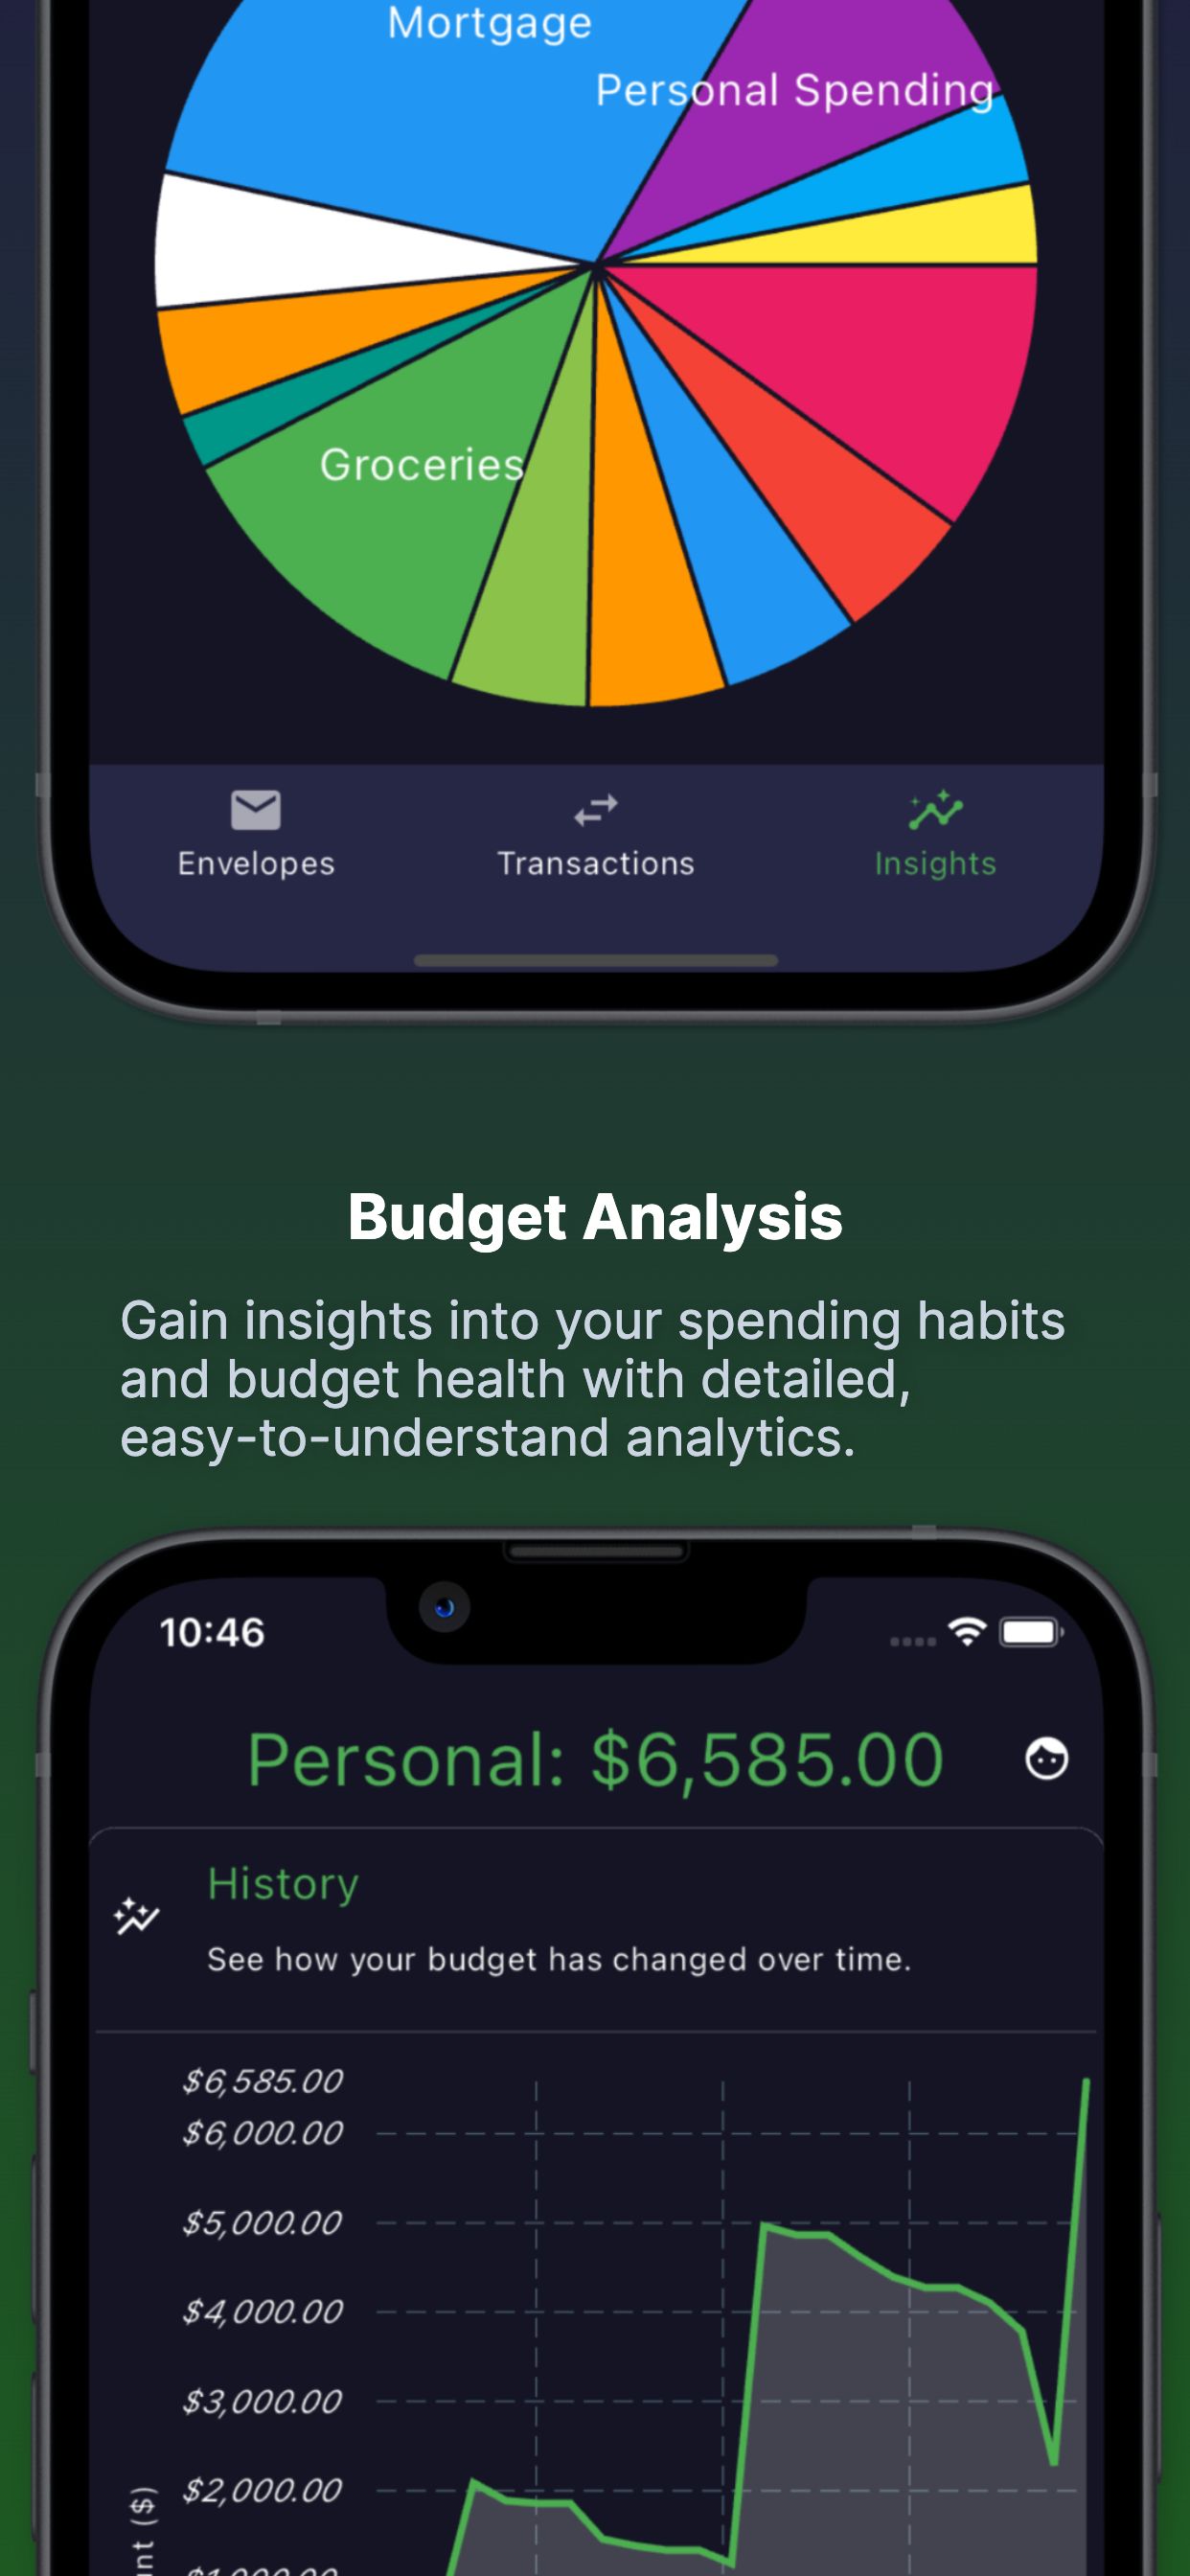 Mortgage
Personal Spending
Groceries
Envelopes
Transactions
Insights
Budget Analysis
Gain insights into your spending habits
and budget health with detailed,
easy-to-understand analytics.
10:46
Personal: $6,585.00
History
See how your budget has changed over time.
$6,585.00
$6,000.00
$5,000.00
$4,000.00
$3,000.00
$2,000.00
($)